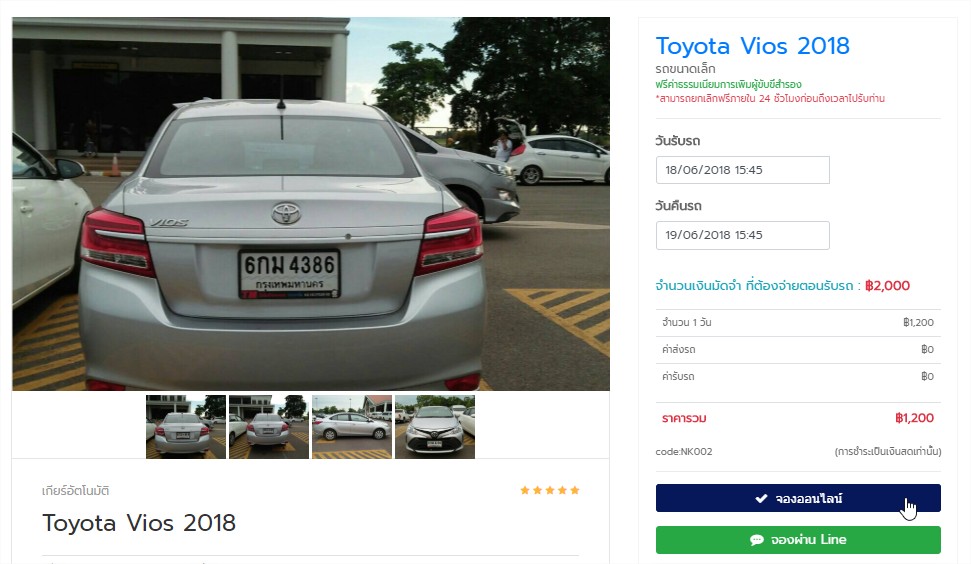 VIOS
6กม 4386
กรุงเทพมหานคร
เกียร์อัตโนมัติ
Toyota Vios 2018
Toyota Vios 2018
รถขนาดเล็ก
ฟรีค่าธรรมเนียมการเพิ่มผู้ขับขี่สำรอง
*สามารถยกเลิกฟรีภายใน 24 ชั่วโมงก่อนถึงเวลาไปรับท่าน
วันรับรถ
18/06/2018 15:45
วันคืนรถ
19/06/2018 15:45
จำนวนเงินมัดจำ ที่ต้องจ่ายตอนรับรถ : ฿2,000
จำนวน 1 วัน ฿1,200
ค่าส่งรถ ฿0
ค่ารับรถ ฿0
ราคารวม ฿1,200
code:NK002 (การชำระเป็นเงินสดเท่านั้น)
จองออนไลน์
จองผ่าน Line